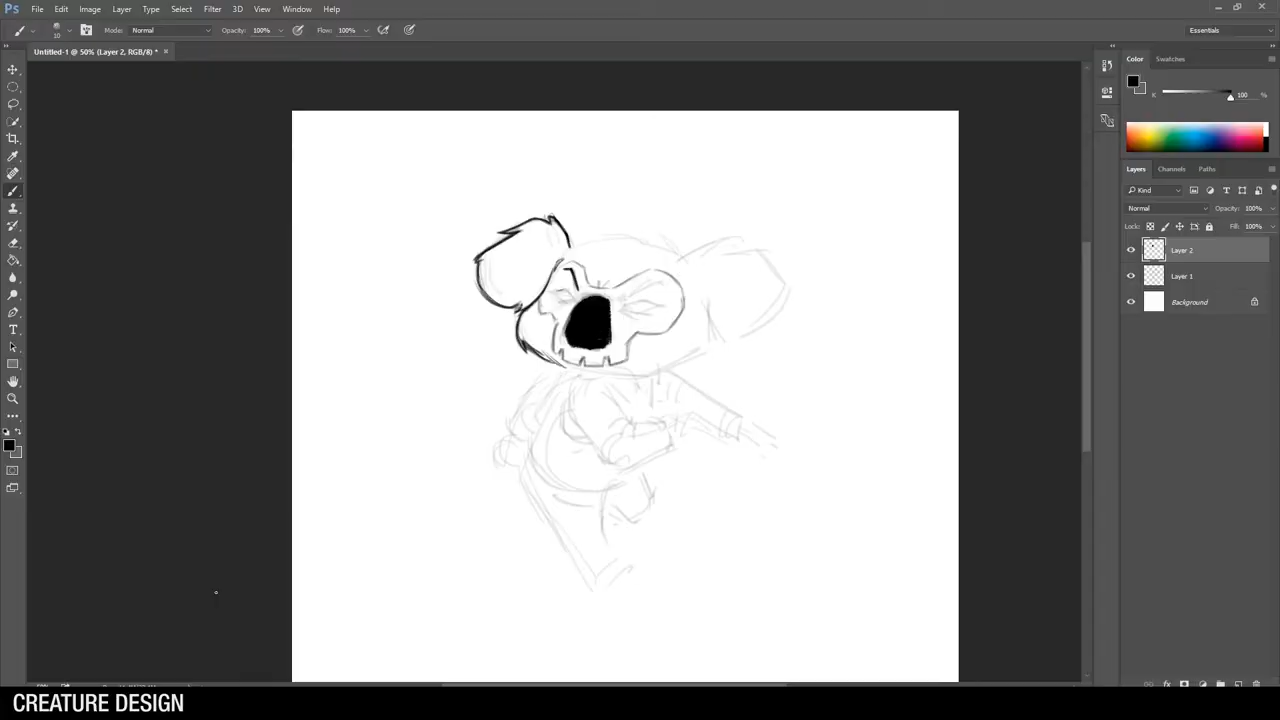 Ps File Edit Image Layer Type Select Filter 3D View Window Help
10 Mode: Normal Opacity: 100% Flow: 100% Essentials
Untitled-1 @ 50% (Layer 2, RGB/8) * ×
Color Swatches
K 100 %
Layers Channels Paths
Kind
Normal Opacity: 100%
Lock: Fill: 100%
Layer 2
Layer 1
Background
CREATURE DESIGN